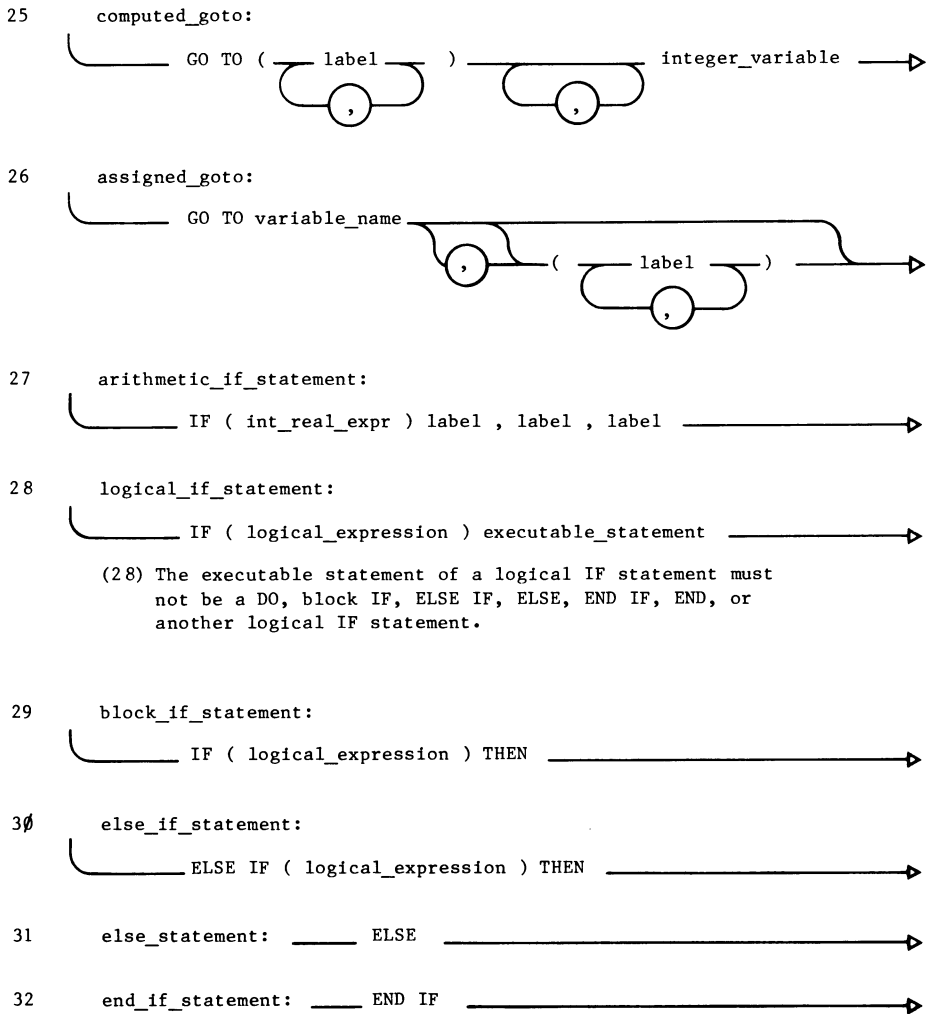 25 computed_goto:
GO TO ( label ) integer_variable
, ,
26 assigned_goto:
GO TO variable_name
, ( label )
,
27 arithmetic_if_statement:
IF ( int_real_expr ) label , label , label
28 logical_if_statement:
IF ( logical_expression ) executable_statement
(28) The executable statement of a logical IF statement must
not be a DO, block IF, ELSE IF, ELSE, END IF, END, or
another logical IF statement.
29 block_if_statement:
IF ( logical_expression ) THEN
3∅ else_if_statement:
ELSE IF ( logical_expression ) THEN
31 else_statement: ELSE
32 end_if_statement: END IF